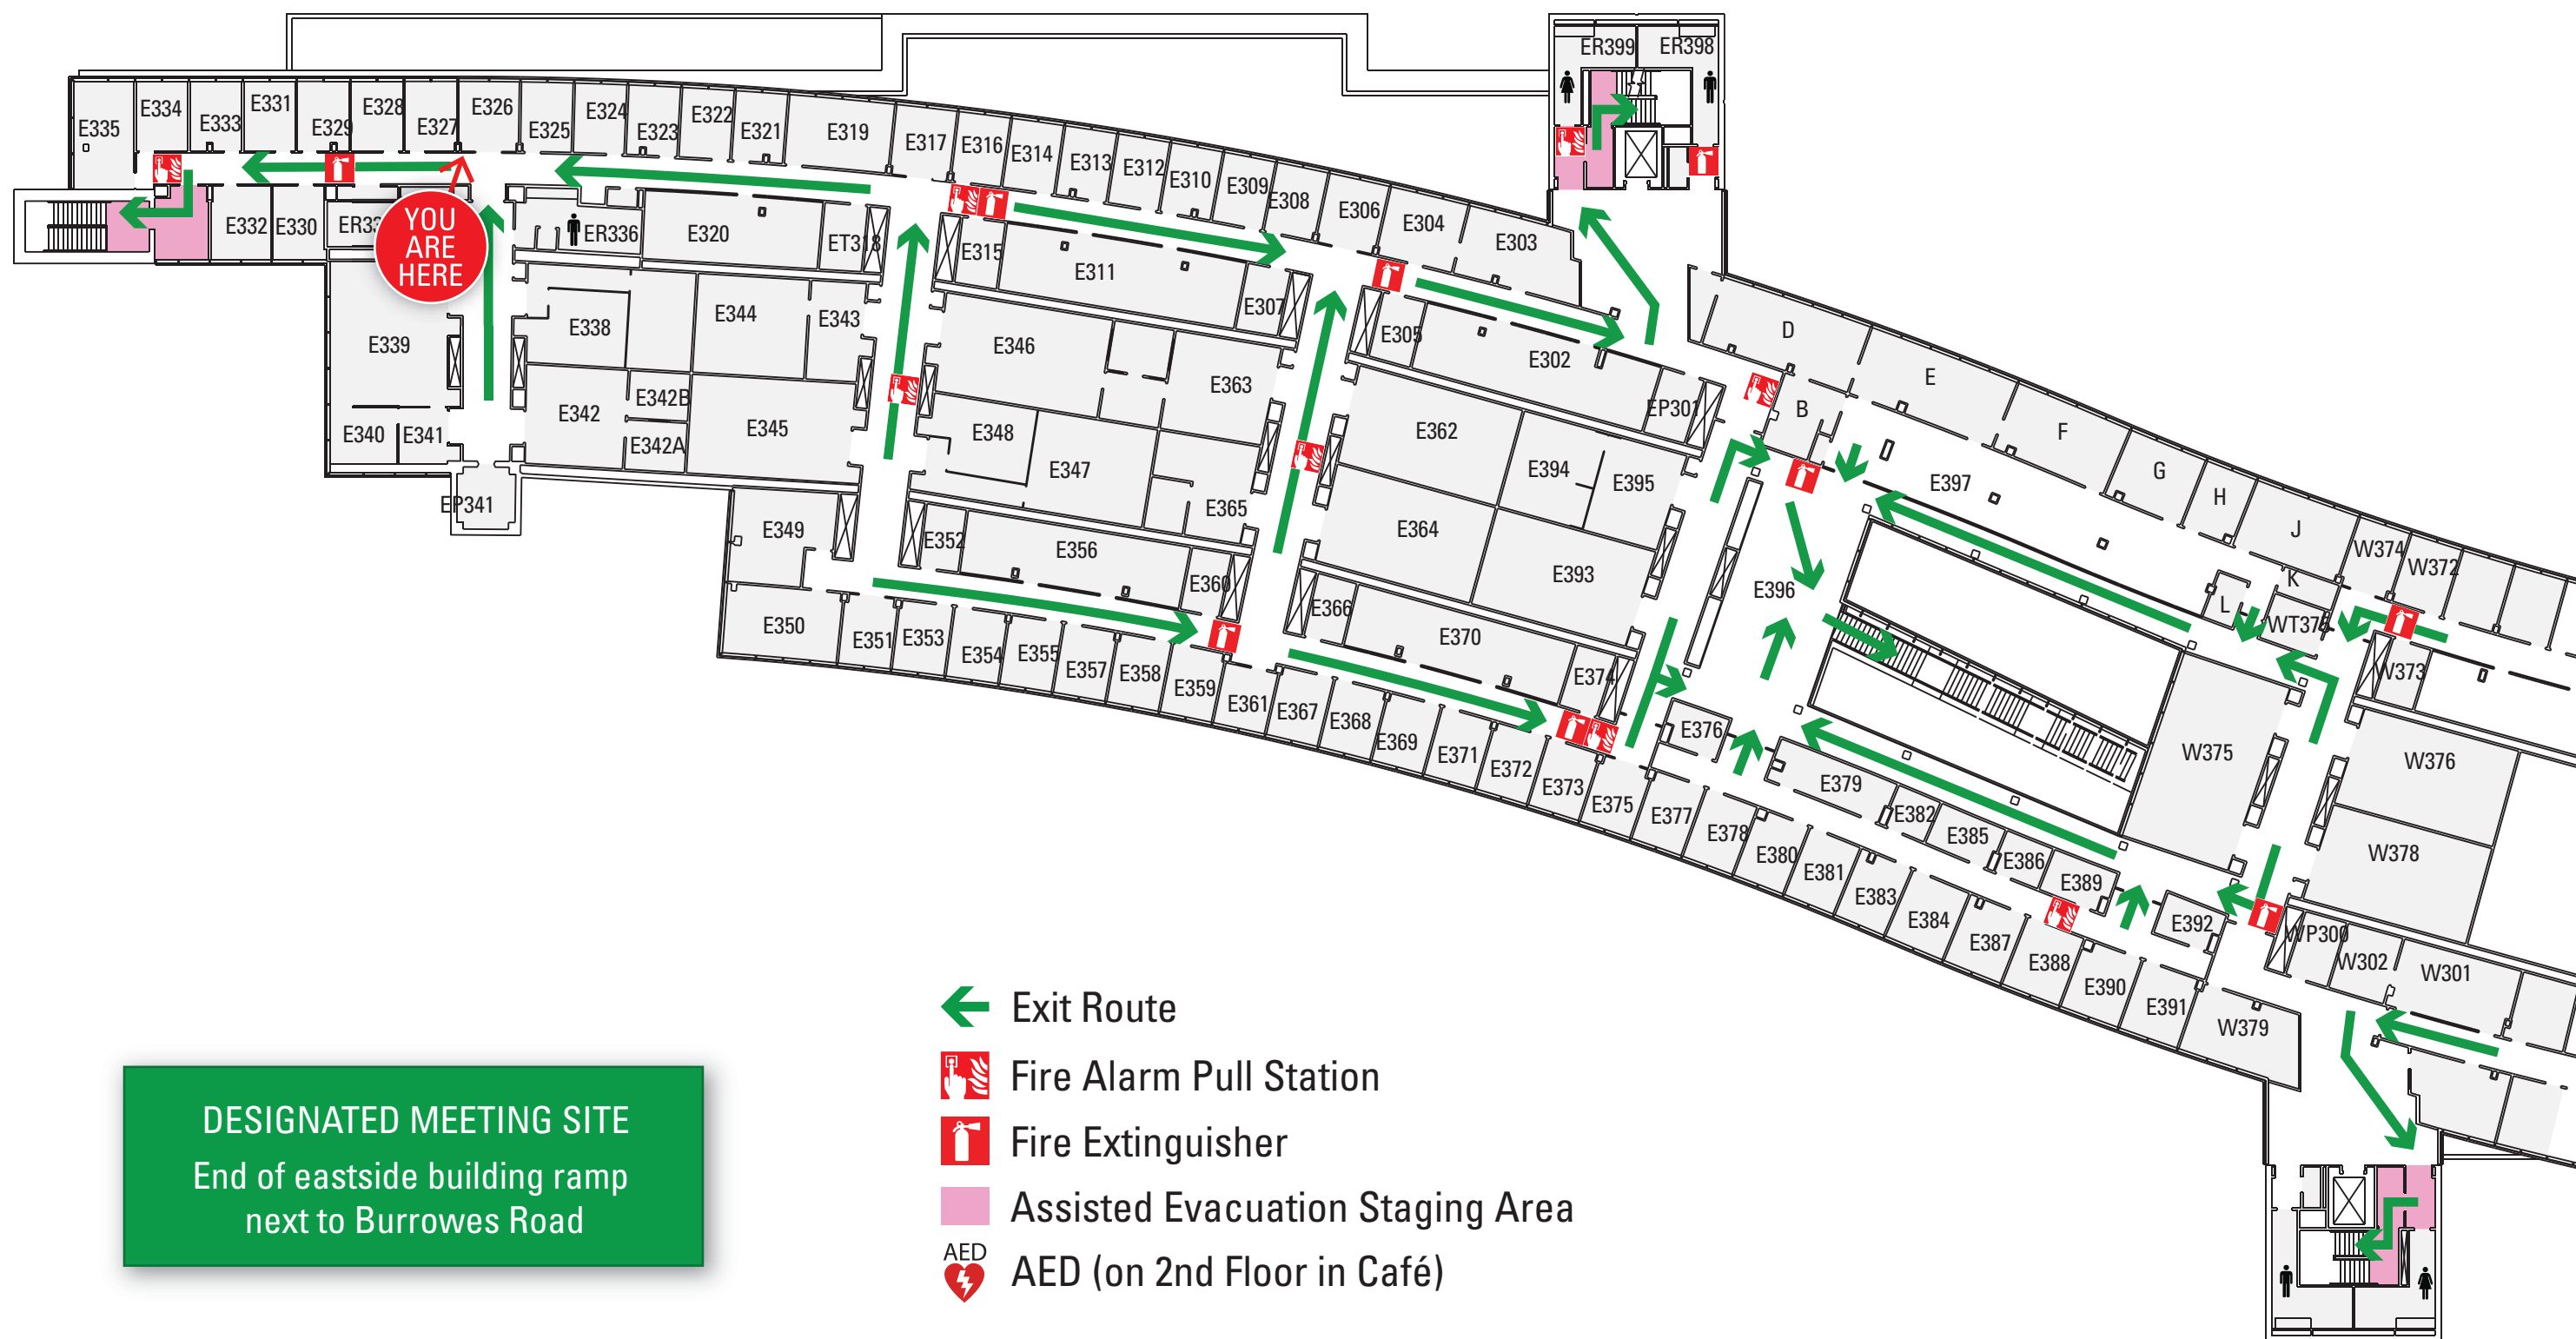 ER399
ER398
E334
E331
E328
E326
E324
E322
E335
E333
E329
E327
E325
E323
E321
E319
E317
E316
E314
E313
E312
E310
E309
E308
E306
E304
E303
E332
E330
YOU
ARE
HERE
ER336
E320
ET318
E315
E311
E307
E305
E302
EP301
D
E
B
F
G
H
J
W374
W372
K
L
E397
E339
E338
E344
E343
E346
E363
E340
E341
E342
E342B
E342A
E345
E348
E347
E365
E362
E394
E395
E364
E393
EP341
E349
E352
E356
E360
E366
E370
E374
E396
W373
E350
E351
E353
E354
E355
E357
E358
E359
E361
E367
E368
E369
E371
E372
E373
E375
E376
E377
E378
E379
E380
E381
E382
E383
E384
E385
E386
E387
E388
E389
E390
E391
E392
W375
W376
W378
WP300
W302
W301
W379
Exit Route
Fire Alarm Pull Station
Fire Extinguisher
Assisted Evacuation Staging Area
AED
AED (on 2nd Floor in Café)
DESIGNATED MEETING SITE
End of eastside building ramp
next to Burrowes Road